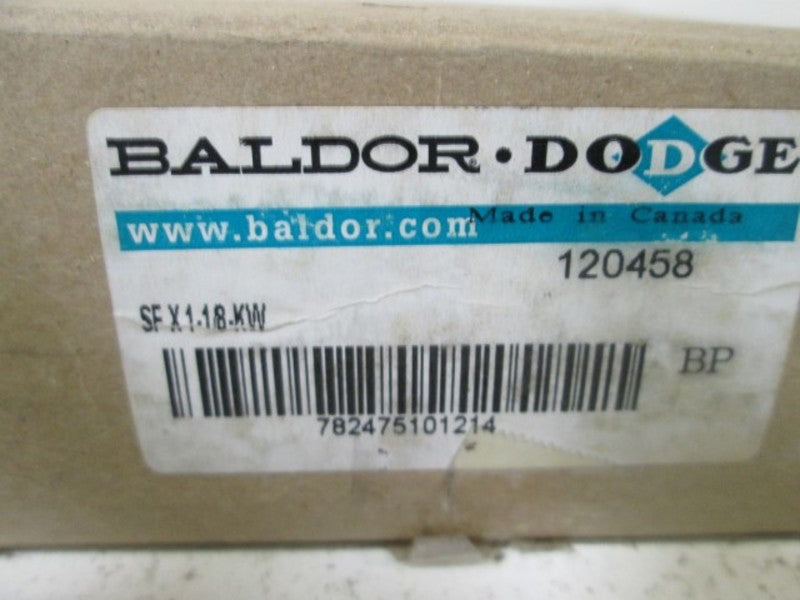 BALDOR • DODGE
Made in Canada
www.baldor.com
120458
SF X 1-1/8-KW
BP
782475101214